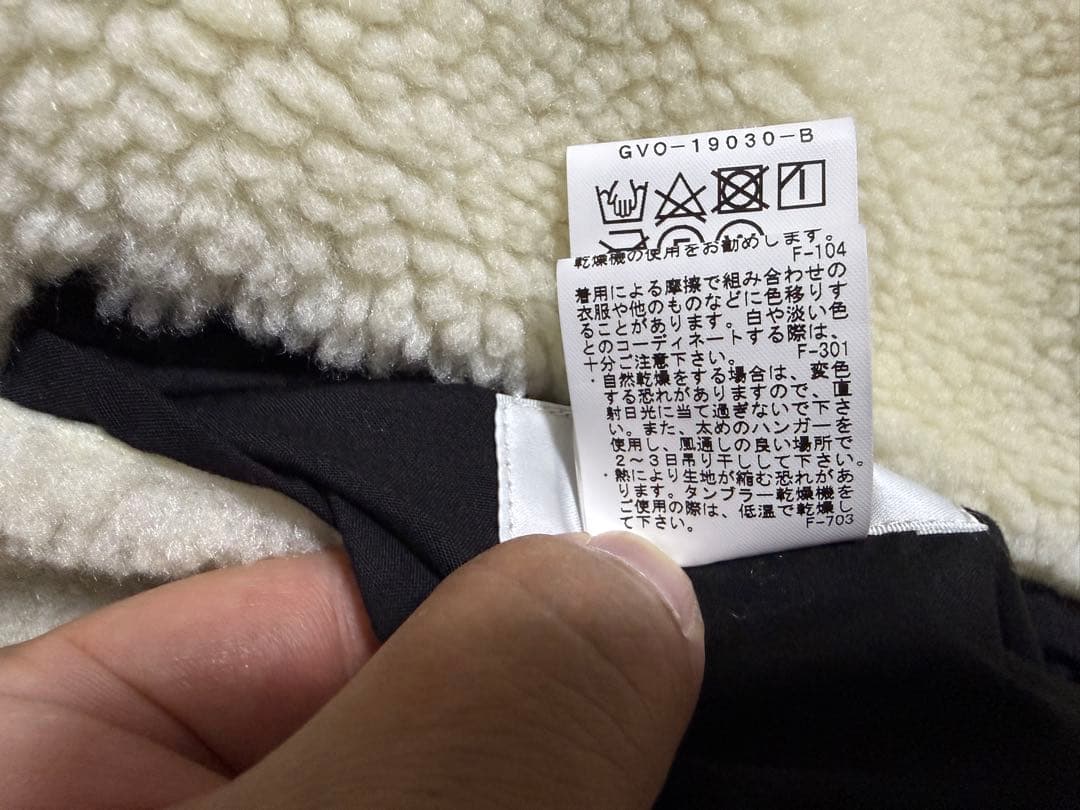 GVO-19030-B
乾燥機の使用をお勧めします。
F-104
着用による摩擦で組み合わせの
衣服や他のものなどに色移りす
ることがあります。白や淡い色
とのコーディネートする際は、
十分ご注意下さい。
F-301
・自然乾燥をする場合は、変色
する恐れがありますので、直
射日光に当て過ぎないで下さ
い。また、太めのハンガーを
使用し、風通しの良い場所で
2〜3日吊り干しして下さい。
・熱により生地が縮む恐れがあ
ります。タンブラー乾燥機を
ご使用の際は、低温で乾燥し
て下さい。
F-703